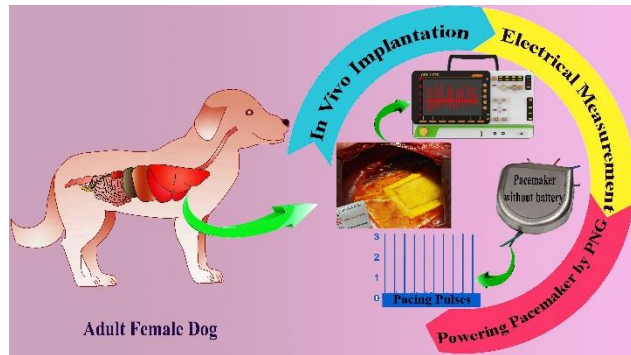 In Vivo Implantation
Electrical Measurement
Powering Pacemaker by PNG
Pacemaker
without battery
3
2
1
0
Pacing Pulses
Adult Female Dog